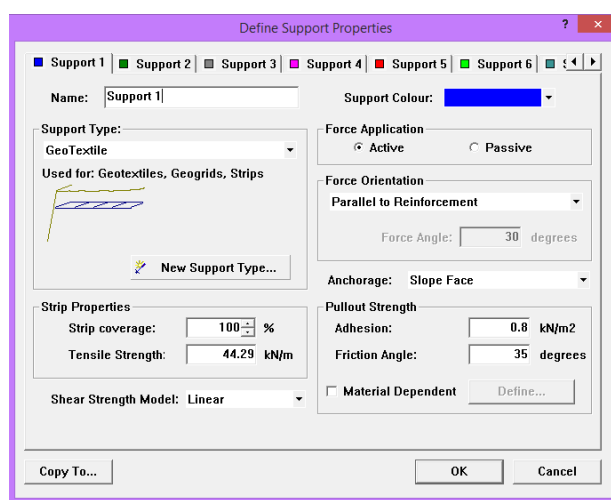 Define Support Properties
? ×
Support 1 Support 2 Support 3 Support 4 Support 5 Support 6
Name: Support 1
Support Colour:
Support Type:
GeoTextile
Used for: Geotextiles, Geogrids, Strips
New Support Type...
Force Application
Active Passive
Force Orientation
Parallel to Reinforcement
Force Angle: 30 degrees
Anchorage: Slope Face
Strip Properties
Strip coverage: 100 %
Tensile Strength: 44.29 kN/m
Shear Strength Model: Linear
Pullout Strength
Adhesion: 0.8 kN/m2
Friction Angle: 35 degrees
Material Dependent Define...
Copy To... OK Cancel